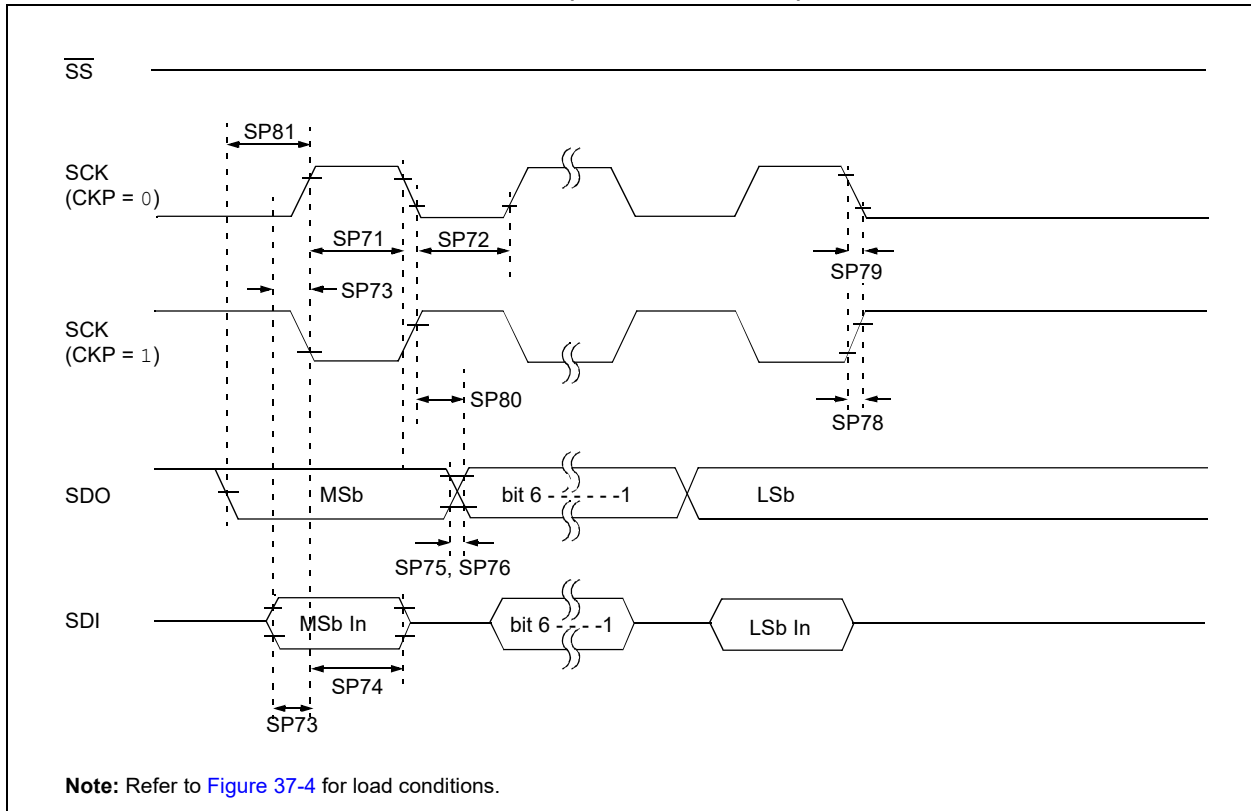 SS
SP81
SCK
(CKP = 0)
SP71
SP72
SP79
SP73
SCK
(CKP = 1)
SP80
SP78
SDO
MSb
bit 6 - - - - - -1
LSb
SP75, SP76
SDI
MSb In
bit 6 - - - -1
LSb In
SP74
SP73
Note: Refer to Figure 37-4 for load conditions.